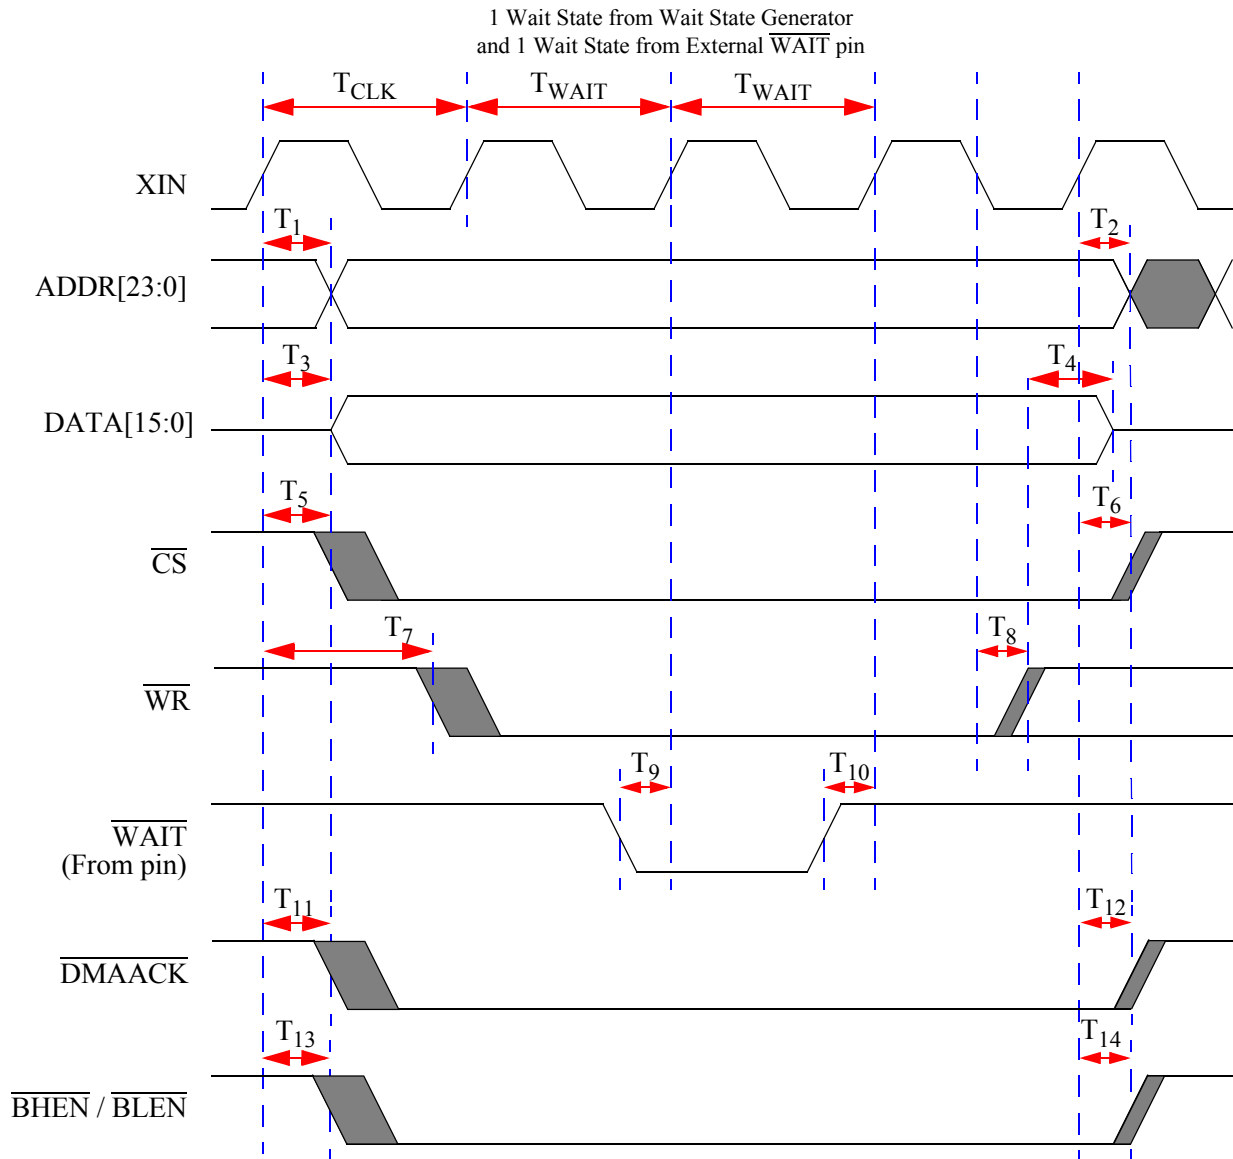 1 Wait State from Wait State Generator
and 1 Wait State from External WAIT pin
TCLK TWAIT TWAIT
XIN
T1 T2
ADDR[23:0]
T3 T4
DATA[15:0]
T5 T6
CS
T7 T8
WR
T9 T10
WAIT
(From pin)
T11 T12
DMAACK
T13 T14
BHEN / BLEN